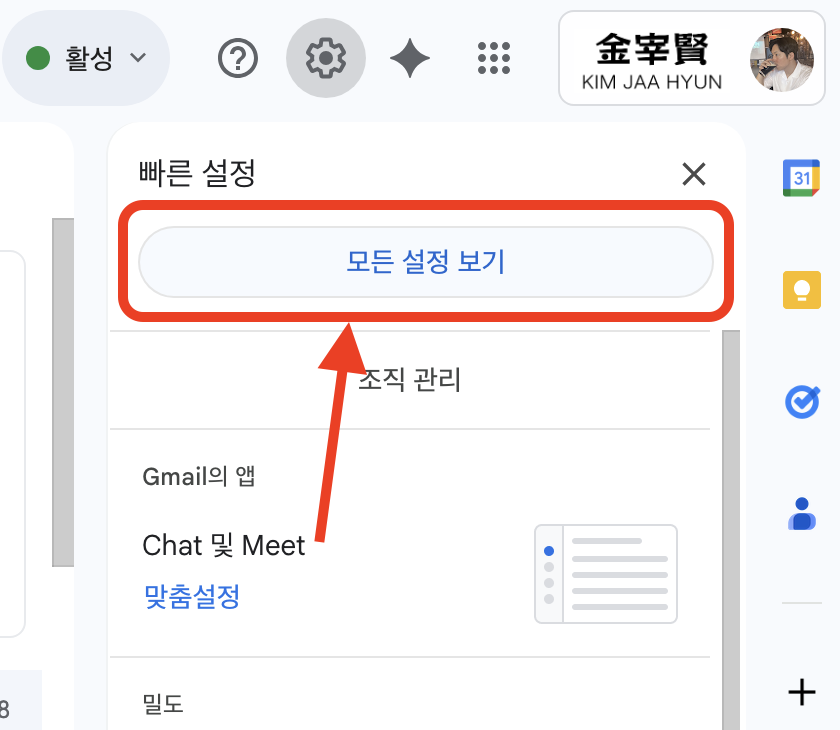 활성
金宰賢
KIM JAA HYUN
빠른 설정
31
모든 설정 보기
조직 관리
Gmail의 앱
Chat 및 Meet
맞춤설정
밀도
8